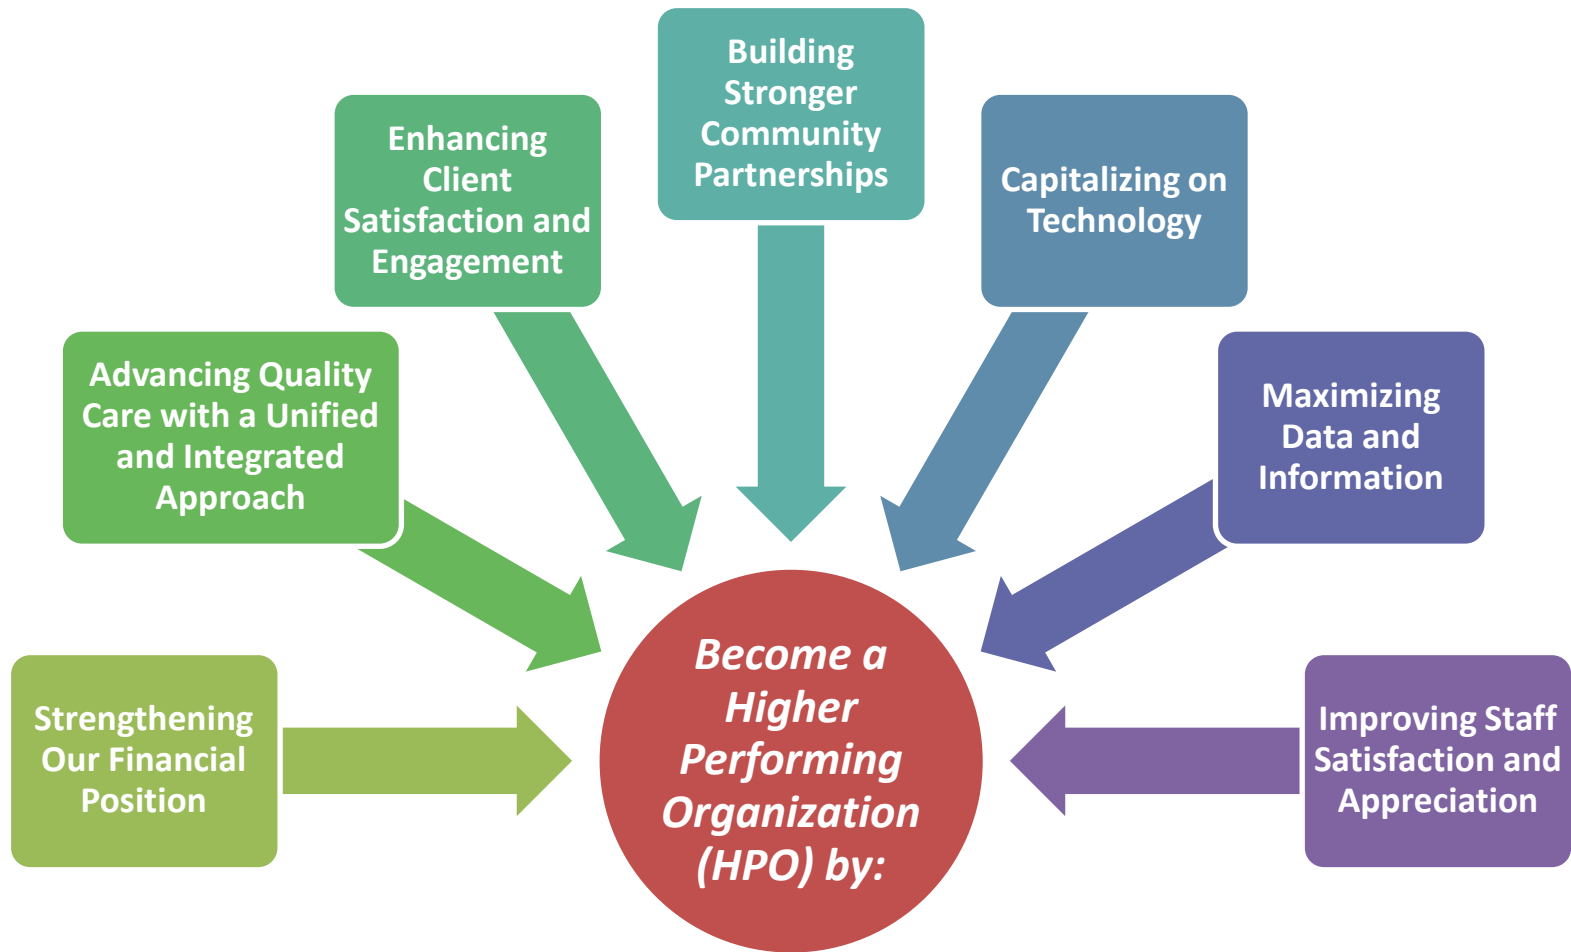 Building
Stronger
Community
Partnerships
Enhancing
Client
Satisfaction and
Engagement
Capitalizing on
Technology
Advancing Quality
Care with a Unified
and Integrated
Approach
Maximizing
Data and
Information
Strengthening
Our Financial
Position
Become a
Higher
Performing
Organization
(HPO) by:
Improving Staff
Satisfaction and
Appreciation